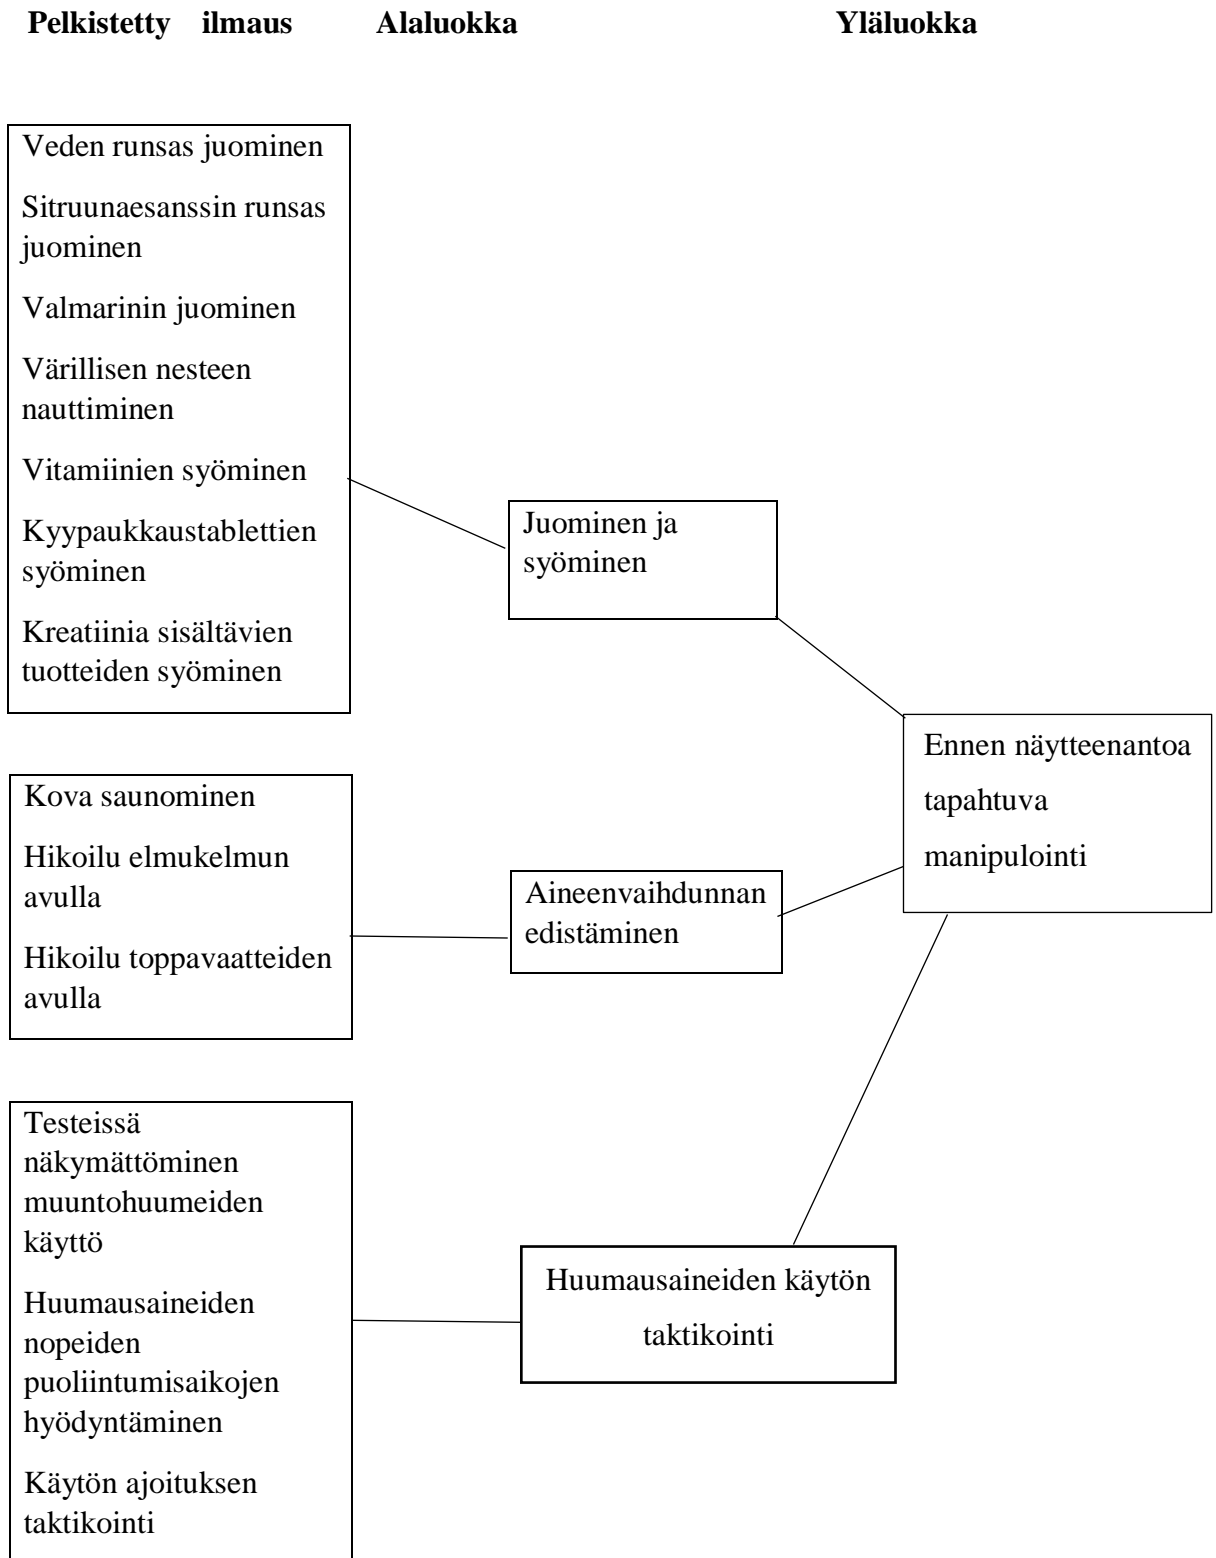 Pelkistetty ilmaus Alaluokka Yläluokka
Veden runsas juominen
Sitruunaesanssin runsas
juominen
Valmarinin juominen
Värillisen nesteen
nauttiminen
Vitamiinien syöminen
Kyypaukkaustablettien
syöminen
Kreatiinia sisältävien
tuotteiden syöminen
Juominen ja
syöminen
Kova saunominen
Hikoilu elmukelmun
avulla
Hikoilu toppavaatteiden
avulla
Aineenvaihdunnan
edistäminen
Testeissä
näkymättöminen
muuntohuumeiden
käyttö
Huumausaineiden
nopeiden
puoliintumisaikojen
hyödyntäminen
Käytön ajoituksen
taktikointi
Huumausaineiden käytön
taktikointi
Ennen näytteenantoa
tapahtuva
manipulointi